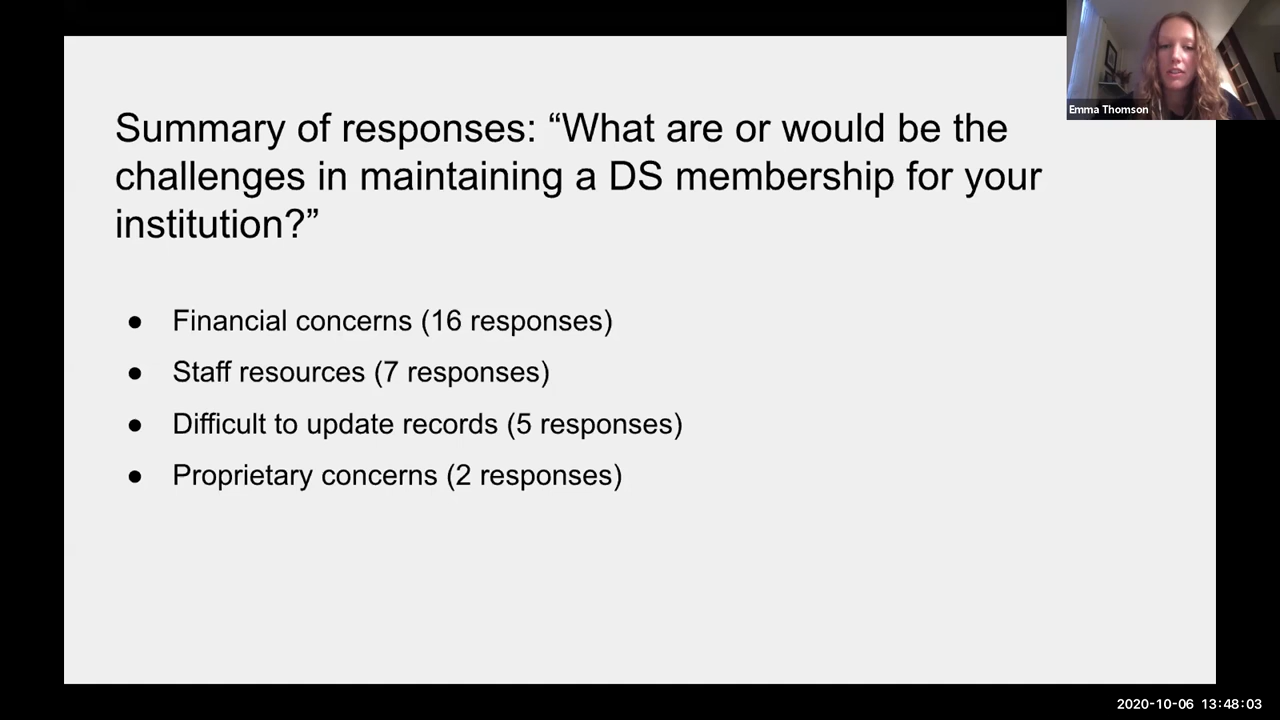 Summary of responses: “What are or would be the
challenges in maintaining a DS membership for your
institution?”
● Financial concerns (16 responses)
● Staff resources (7 responses)
● Difficult to update records (5 responses)
● Proprietary concerns (2 responses)
Emma Thomson
2020-10-06 13:48:03